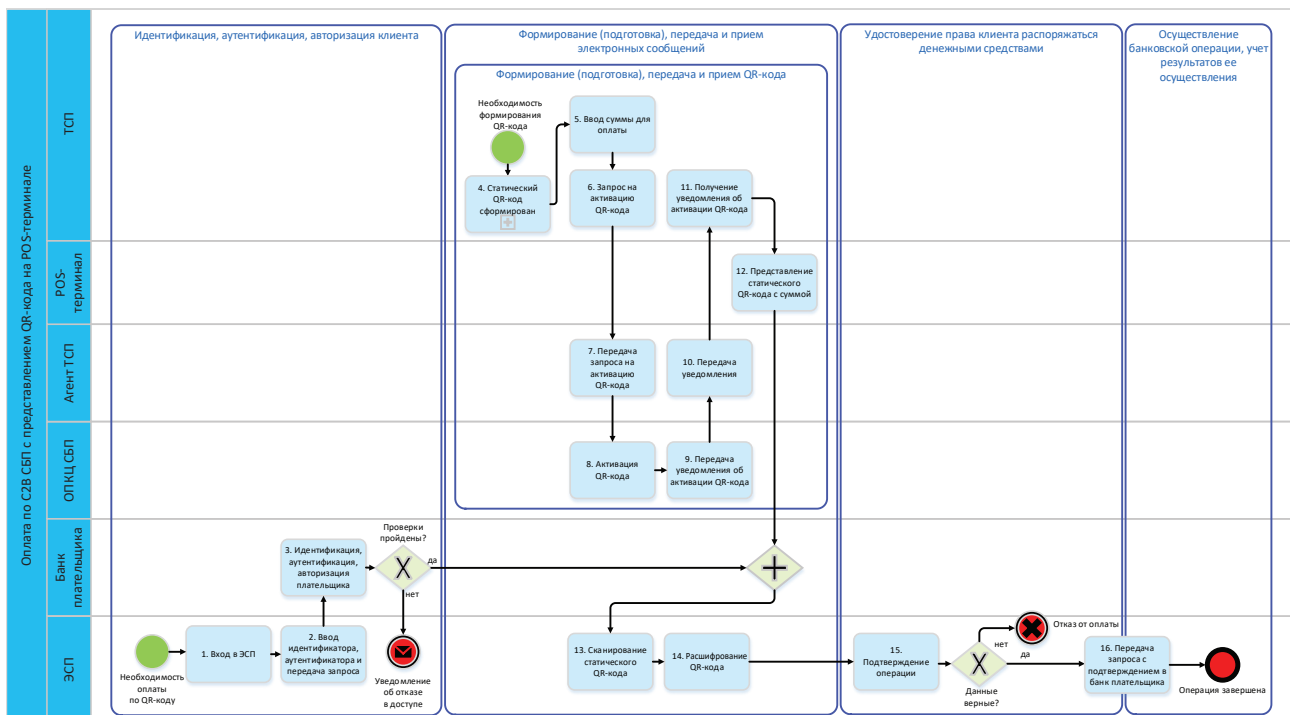 Оплата по С2В СБП с представлением QR-кода на POS-терминале
Идентификация, аутентификация, авторизация клиента
Формирование (подготовка), передача и прием
электронных сообщений
Удостоверение права клиента распоряжаться
денежными средствами
Осуществление
банковской операции, учет
результатов ее
осуществления
Формирование (подготовка), передача и прием QR-кода
ТСП
Необходимость
формирования
QR-кода
4. Статический
QR-код
сформирован
5. Ввод суммы для
оплаты
6. Запрос на
активацию
QR-кода
11. Получение
уведомления об
активации QR-кода
POS-
терминал
12. Представление
статического
QR-кода с суммой
Агент ТСП
7. Передача
запроса на
активацию
QR-кода
10. Передача
уведомления
ОПКЦ СБП
8. Активация
QR-кода
9. Передача
уведомления об
активации QR-кода
Банк
плательщика
3. Идентификация,
аутентификация,
авторизация
плательщика
Проверки
пройдены?
да
нет
ЭСП
Необходимость
оплаты
по QR-коду
1. Вход в ЭСП
2. Ввод
идентификатора,
аутентификатора и
передача запроса
Уведомление
об отказе
в доступе
13. Сканирование
статического
QR-кода
14. Расшифрование
QR-кода
15.
Подтверждение
операции
Данные
верные?
нет
Отказ от оплаты
да
16. Передача
запроса с
подтверждением в
банк плательщика
Операция завершена